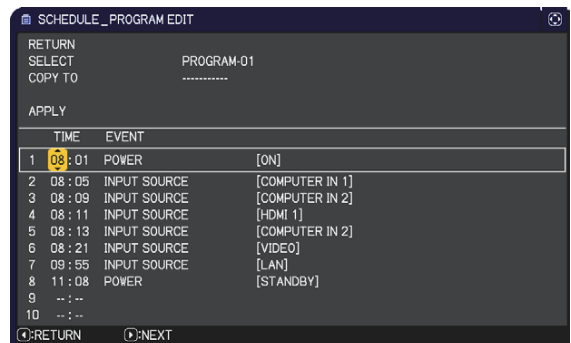 SCHEDULE_PROGRAM EDIT
RETURN
SELECT PROGRAM-01
COPY TO -----------
APPLY
TIME EVENT
1 08 : 01 POWER [ON]
2 08 : 05 INPUT SOURCE [COMPUTER IN 1]
3 08 : 09 INPUT SOURCE [COMPUTER IN 2]
4 08 : 11 INPUT SOURCE [HDMI 1]
5 08 : 13 INPUT SOURCE [COMPUTER IN 2]
6 08 : 21 INPUT SOURCE [VIDEO]
7 09 : 55 INPUT SOURCE [LAN]
8 11 : 08 POWER [STANDBY]
9 -- : --
10 -- : --
:RETURN :NEXT